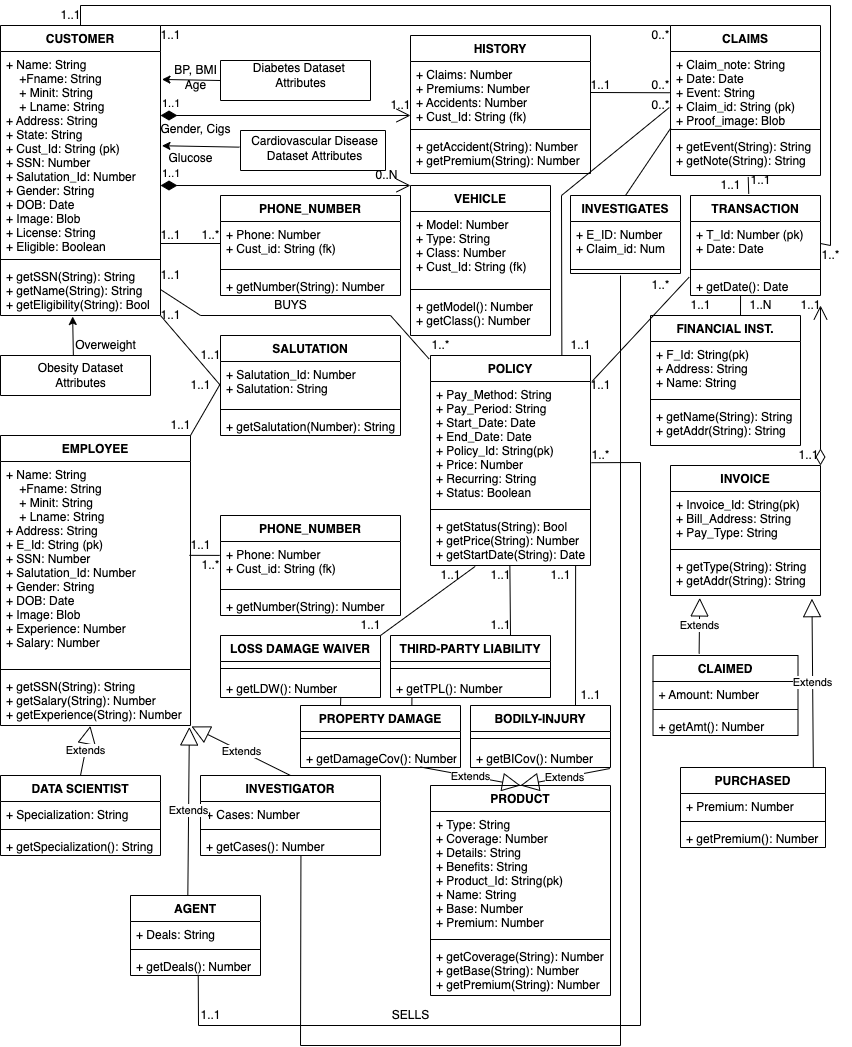 1..1
CUSTOMER
+ Name: String
+Fname: String
+ Minit: String
+ Lname: String
+ Address: String
+ State: String
+ Cust_Id: String (pk)
+ SSN: Number
+ Salutation_Id: Number
+ Gender: String
+ DOB: Date
+ Image: Blob
+ License: String
+ Eligible: Boolean
+ getSSN(String): String
+ getName(String): String
+ getEligibility(String): Bool
1..1
0..*
BP, BMI
Age
Diabetes Dataset
Attributes
1..1
1..1
Gender, Cigs
Glucose
Cardiovascular Disease
Dataset Attributes
1..1
0..N
HISTORY
+ Claims: Number
+ Premiums: Number
+ Accidents: Number
+ Cust_Id: String (fk)
+ getAccident(String): Number
+ getPremium(String): Number
1..1
0..*
0..*
CLAIMS
+ Claim_note: String
+ Date: Date
+ Event: String
+ Claim_id: String (pk)
+ Proof_image: Blob
+ getEvent(String): String
+ getNote(String): String
1..1
1..1
PHONE_NUMBER
+ Phone: Number
+ Cust_id: String (fk)
+ getNumber(String): Number
1..1
1..*
VEHICLE
+ Model: Number
+ Type: String
+ Class: Number
+ Cust_Id: String (fk)
+ getModel(): Number
+ getClass(): Number
INVESTIGATES
+ E_ID: Number
+ Claim_id: Num
TRANSACTION
+ T_Id: Number (pk)
+ Date: Date
+ getDate(): Date
1..*
1..*
1..1
BUYS
1..1
1..1
1..N
1..1
Overweight
Obesity Dataset
Attributes
SALUTATION
+ Salutation_Id: Number
+ Salutation: String
+ getSalutation(Number): String
1..1
1..1
1..1
1..*
1..1
1..1
POLICY
+ Pay_Method: String
+ Pay_Period: String
+ Start_Date: Date
+ End_Date: Date
+ Policy_Id: String(pk)
+ Price: Number
+ Recurring: String
+ Status: Boolean
+ getStatus(String): Bool
+ getPrice(String): Number
+ getStartDate(String): Date
1..*
FINANCIAL INST.
+ F_Id: String(pk)
+ Address: String
+ Name: String
+ getName(String): String
+ getAddr(String): String
1..1
INVOICE
+ Invoice_Id: String(pk)
+ Bill_Address: String
+ Pay_Type: String
+ getType(String): String
+ getAddr(String): String
EMPLOYEE
+ Name: String
+Fname: String
+ Minit: String
+ Lname: String
+ Address: String
+ E_Id: String (pk)
+ SSN: Number
+ Salutation_Id: Number
+ Gender: String
+ DOB: Date
+ Image: Blob
+ Experience: Number
+ Salary: Number
+ getSSN(String): String
+ getSalary(String): Number
+ getExperience(String): Number
1..1
1..*
PHONE_NUMBER
+ Phone: Number
+ Cust_id: String (fk)
+ getNumber(String): Number
1..1
1..1
1..1
1..1
1..1
1..1
LOSS DAMAGE WAIVER
+ getLDW(): Number
THIRD-PARTY LIABILITY
+ getTPL(): Number
PROPERTY DAMAGE
+ getDamageCov(): Number
BODILY-INJURY
+ getBICov(): Number
Extends
Extends
Extends
CLAIMED
+ Amount: Number
+ getAmt(): Number
Extends
PURCHASED
+ Premium: Number
+ getPremium(): Number
Extends
Extends
DATA SCIENTIST
+ Specialization: String
+ getSpecialization(): String
Extends
INVESTIGATOR
+ Cases: Number
+ getCases(): Number
PRODUCT
+ Type: String
+ Coverage: Number
+ Details: String
+ Benefits: String
+ Product_Id: String(pk)
+ Name: String
+ Base: Number
+ Premium: Number
+ getCoverage(String): Number
+ getBase(String): Number
+ getPremium(String): Number
AGENT
+ Deals: String
+ getDeals(): Number
1..1
SELLS